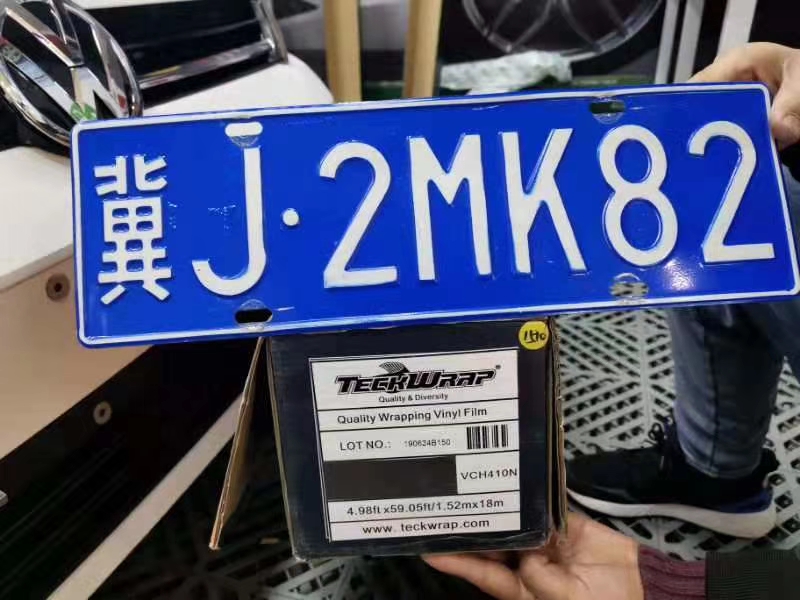 冀J·2MK82
TECKWRAP
Quality & Diversity
Quality Wrapping Vinyl Film
LOT NO.: 190624B150
VCH410N
4.98ft x59.05ft/1.52mx18m
www.teckwrap.com